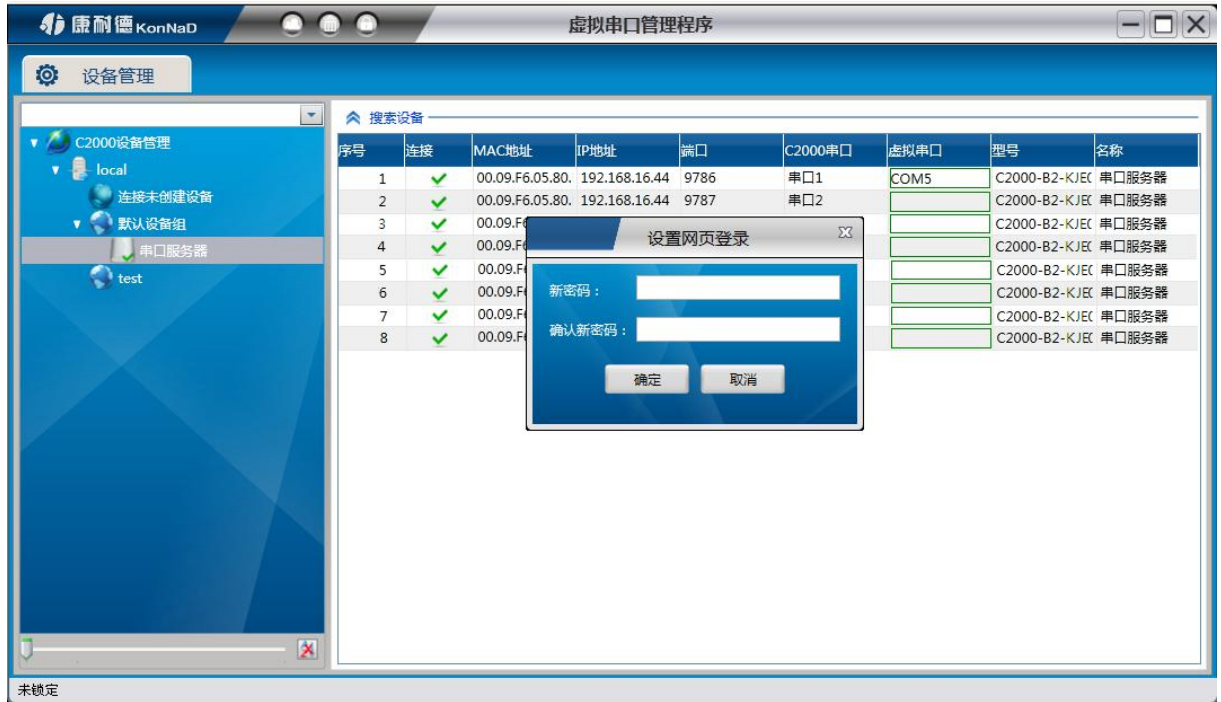 康耐德 KonNaD
虚拟串口管理程序
设备管理
搜索设备
C2000设备管理
local
连接未创建设备
默认设备组
串口服务器
test
序号 连接 MAC地址 IP地址 端口 C2000串口 虚拟串口 型号 名称
1 00.09.F6.05.80. 192.168.16.44 9786 串口1 COM5 C2000-B2-KJE( 串口服务器
2 00.09.F6.05.80. 192.168.16.44 9787 串口2 C2000-B2-KJE( 串口服务器
3 00.09.F6 C2000-B2-KJE( 串口服务器
4 00.09.F6 C2000-B2-KJE( 串口服务器
5 00.09.F6 C2000-B2-KJE( 串口服务器
6 00.09.F6 C2000-B2-KJE( 串口服务器
7 00.09.F6 C2000-B2-KJE( 串口服务器
8 00.09.F6 C2000-B2-KJE( 串口服务器
设置网页登录
新密码：
确认新密码：
确定 取消
未锁定